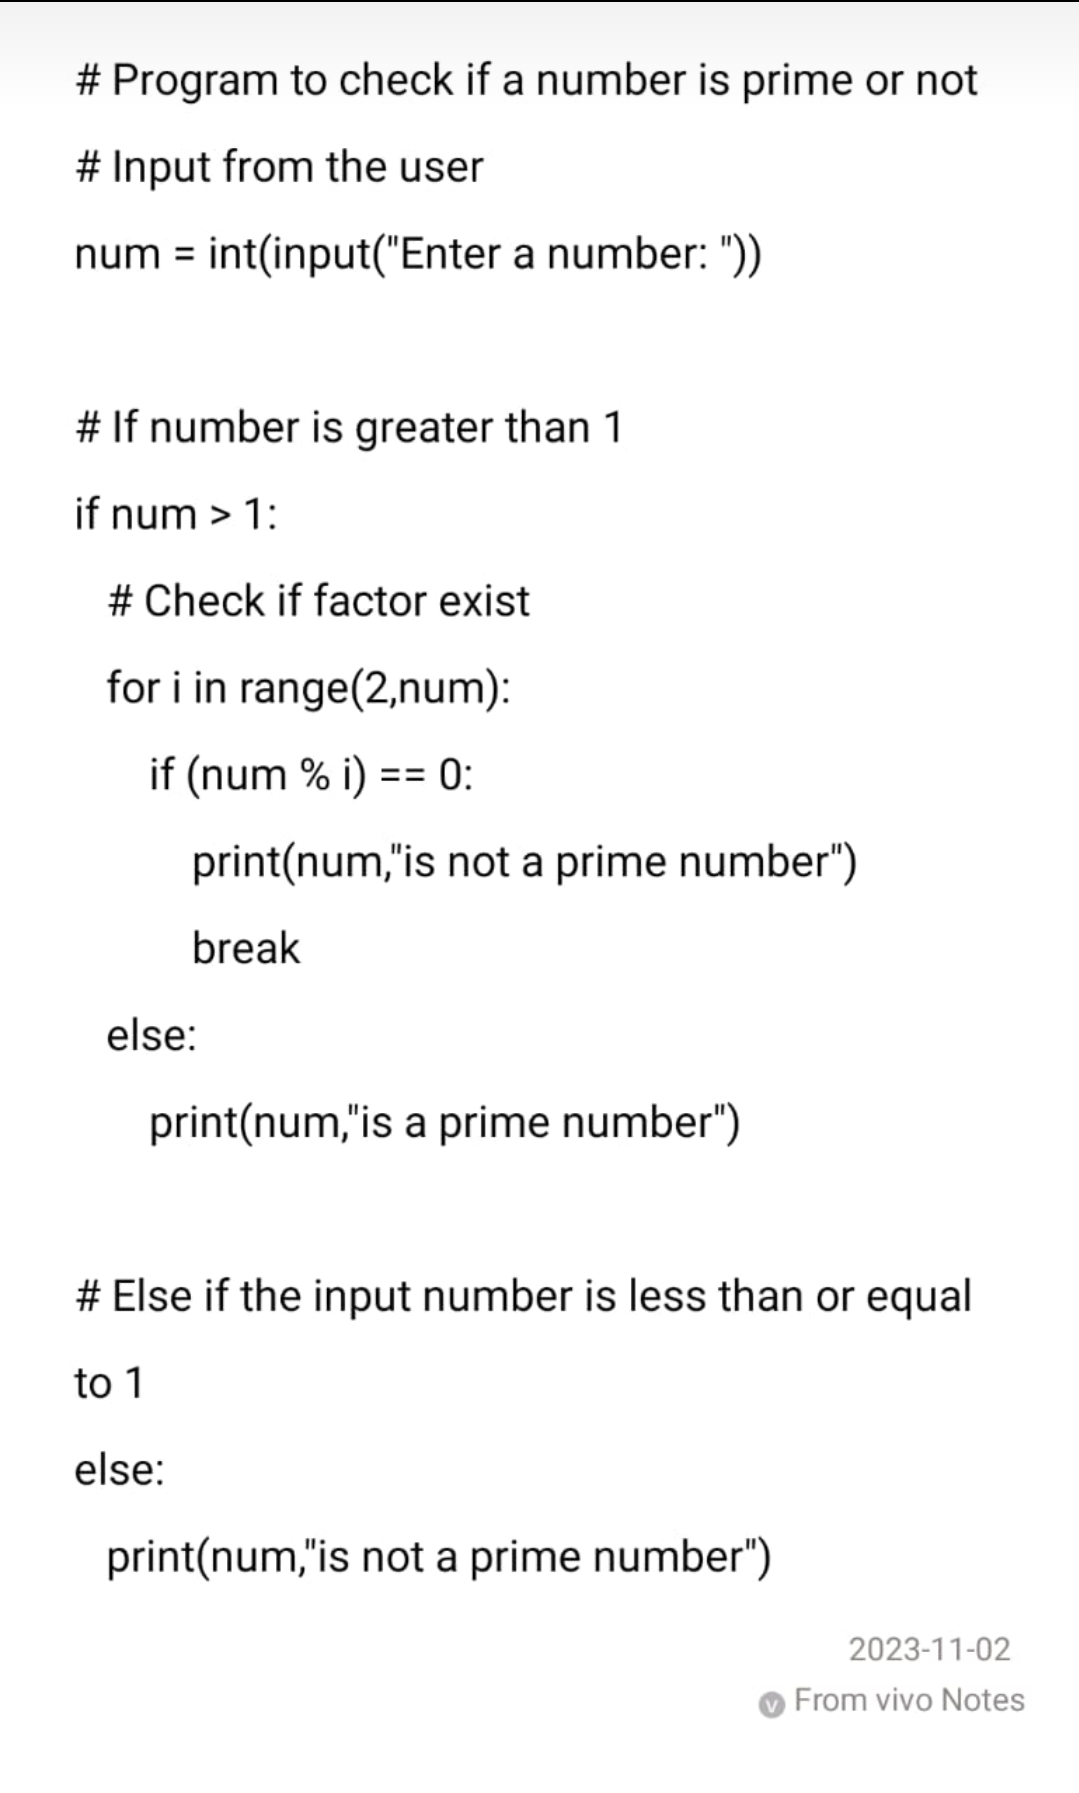 # Program to check if a number is prime or not
# Input from the user
num = int(input("Enter a number: "))
# If number is greater than 1
if num > 1:
# Check if factor exist
for i in range(2,num):
if (num % i) == 0:
print(num,"is not a prime number")
break
else:
print(num,"is a prime number")
# Else if the input number is less than or equal
to 1
else:
print(num,"is not a prime number")
2023-11-02
V From vivo Notes